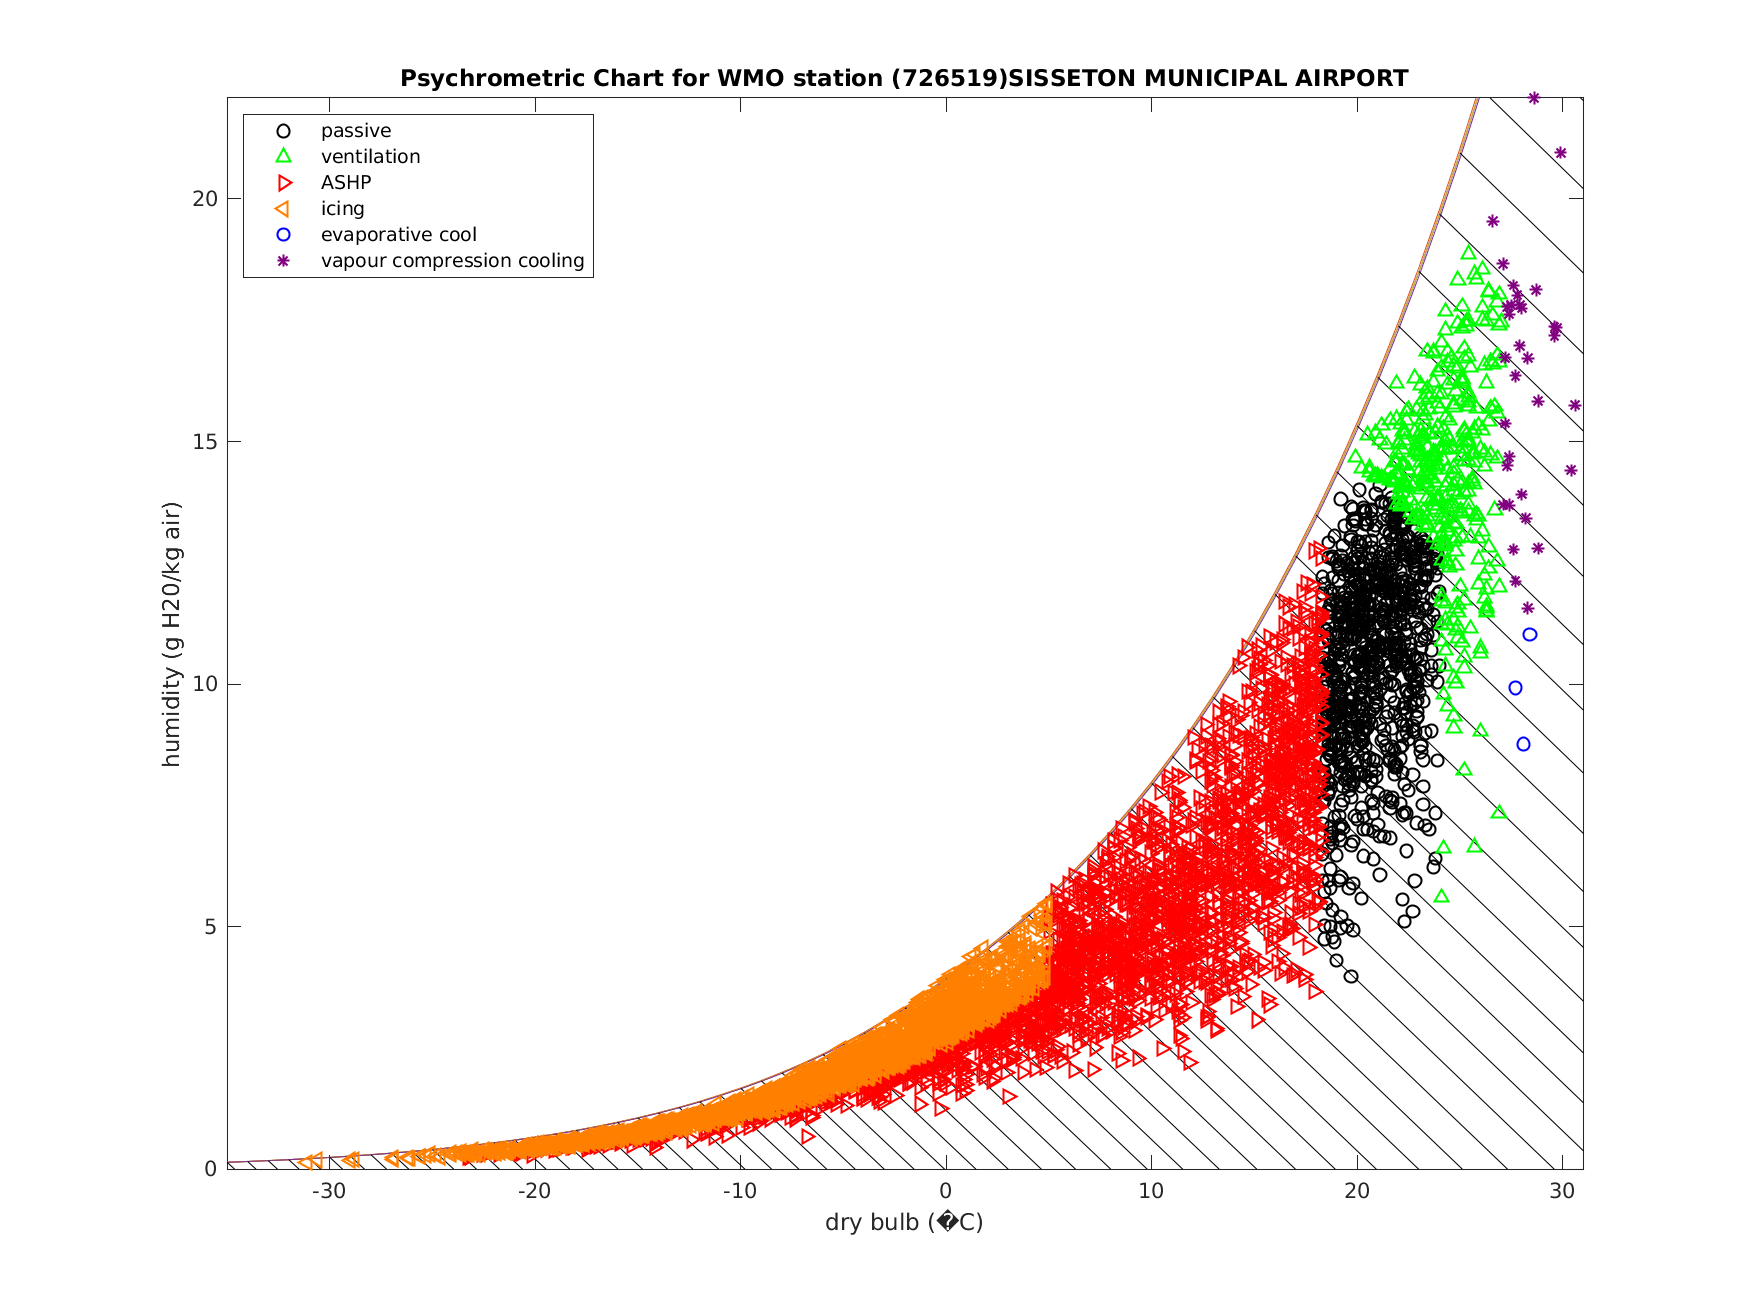 Psychrometric Chart for WMO station (726519)SISSETON MUNICIPAL AIRPORT
passive
ventilation
ASHP
icing
evaporative cool
vapour compression cooling
humidity (g H20/kg air)
20
15
10
5
0
-30 -20 -10 0 10 20 30
dry bulb (�C)